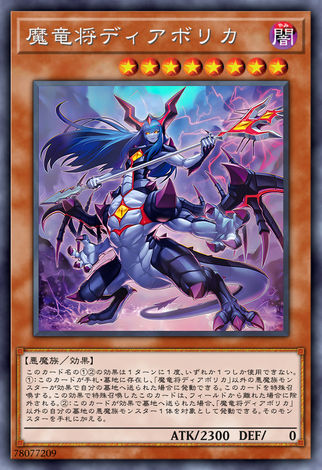 魔竜将ディアボリカ
やみ
闇
【悪魔族／効果】
このカード名の①②の効果は１ターンに１度、いずれか１つしか使用できない。
①：このカードが手札・墓地に存在し、「魔竜将ディアボリカ」以外の悪魔族モン
スターが効果で自分の墓地へ送られた場合に発動できる。このカードを特殊召
喚する。この効果で特殊召喚したこのカードは、フィールドから離れた場合に除
外される。②：このカードが効果で墓地へ送られた場合、「魔竜将ディアボリカ」
以外の自分の墓地の悪魔族モンスター１体を対象として発動できる。そのモン
スターを手札に加える。
ATK/2300 DEF/ 0
78077209